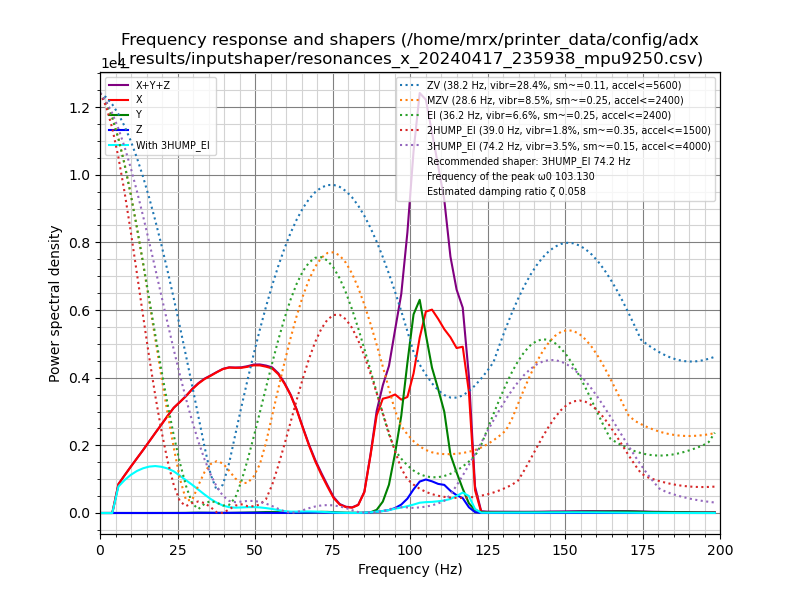 Frequency response and shapers (/home/mrx/printer_data/config/adx
l_results/inputshaper/resonances_x_20240417_235938_mpu9250.csv)
1e4
X+Y+Z
X
Y
Z
With 3HUMP_EI
ZV (38.2 Hz, vibr=28.4%, sm~=0.11, accel<=5600)
MZV (28.6 Hz, vibr=8.5%, sm~=0.25, accel<=2400)
EI (36.2 Hz, vibr=6.6%, sm~=0.25, accel<=2400)
2HUMP_EI (39.0 Hz, vibr=1.8%, sm~=0.35, accel<=1500)
3HUMP_EI (74.2 Hz, vibr=3.5%, sm~=0.15, accel<=4000)
Recommended shaper: 3HUMP_EI 74.2 Hz
Frequency of the peak ω0 103.130
Estimated damping ratio ζ 0.058
Power spectral density
1.2
1.0
0.8
0.6
0.4
0.2
0.0
0 25 50 75 100 125 150 175 200
Frequency (Hz)